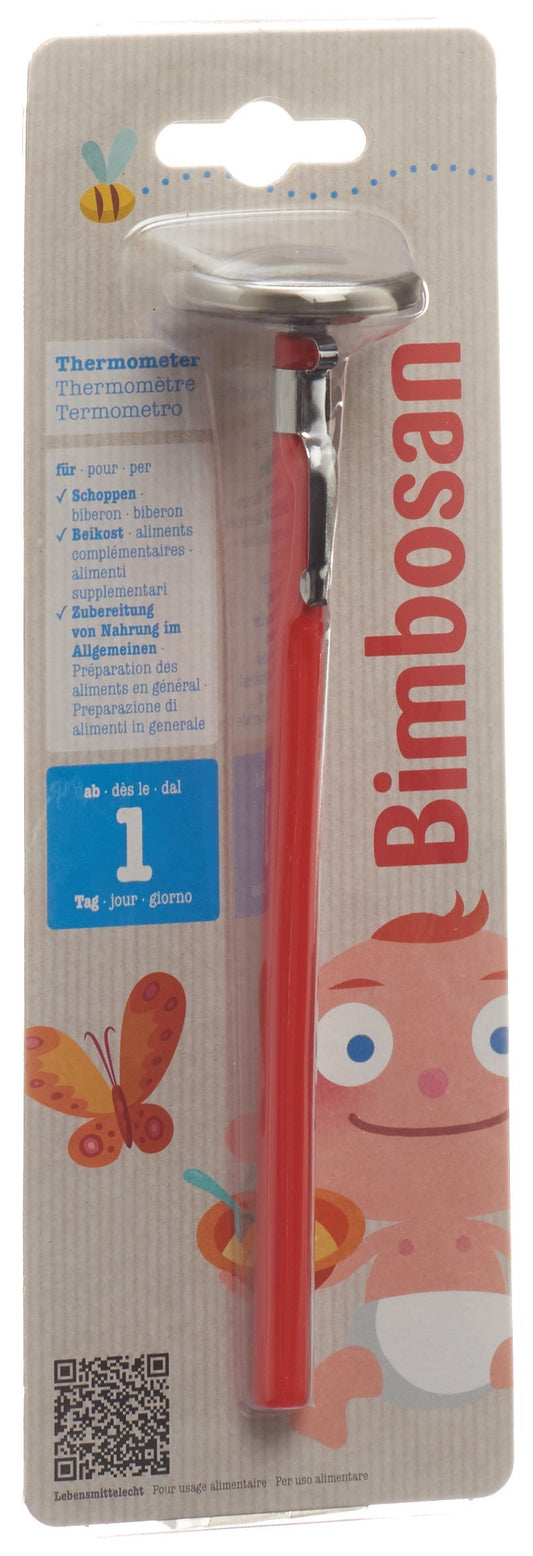 Thermometer
Thermomètre
Termometro
für · pour · per
✓ Schoppen ·
biberon · biberon
✓ Beikost · aliments
complémentaires ·
alimenti
supplementari
✓ Zubereitung
von Nahrung im
Allgemeinen ·
Préparation des
aliments en général ·
Preparazione di
alimenti in generale
ab · dès le · dal
1
Tag · jour · giorno
Bimbosan
Lebensmittelecht Pour usage alimentaire Per uso alimentare